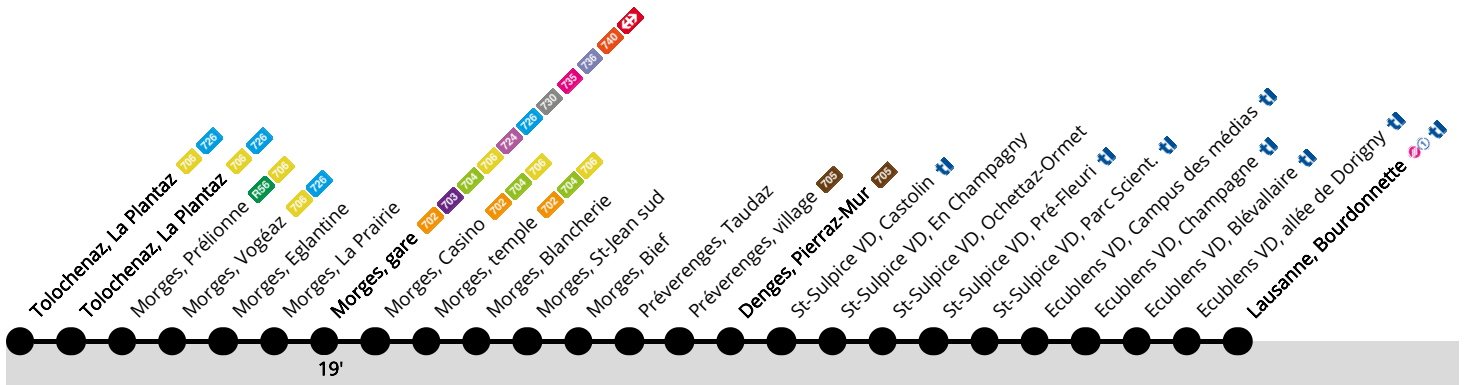 Tolochenaz, La Plantaz 706 726
Tolochenaz, La Plantaz 706 726
Morges, Prélionne R56 706
Morges, Vogéaz 706 726
Morges, Eglantine
Morges, La Prairie
Morges, gare 702 703 704 706 724 726 730 735 736 740
Morges, Casino 702 704 706
Morges, temple 702 704 706
Morges, Blancherie
Morges, St-Jean sud
Morges, Bief
Préverenges, Taudaz
Préverenges, village 705
Denges, Pierraz-Mur 705
St-Sulpice VD, Castolin tl
St-Sulpice VD, En Champagny
St-Sulpice VD, Ochettaz-Ormet
St-Sulpice VD, Pré-Fleuri tl
St-Sulpice VD, Parc Scient. tl
Ecublens VD, Campus des médias tl
Ecublens VD, Champagne tl
Ecublens VD, Blévallaire tl
Ecublens VD, allée de Dorigny tl
Lausanne, Bourdonnette 1 tl
19'